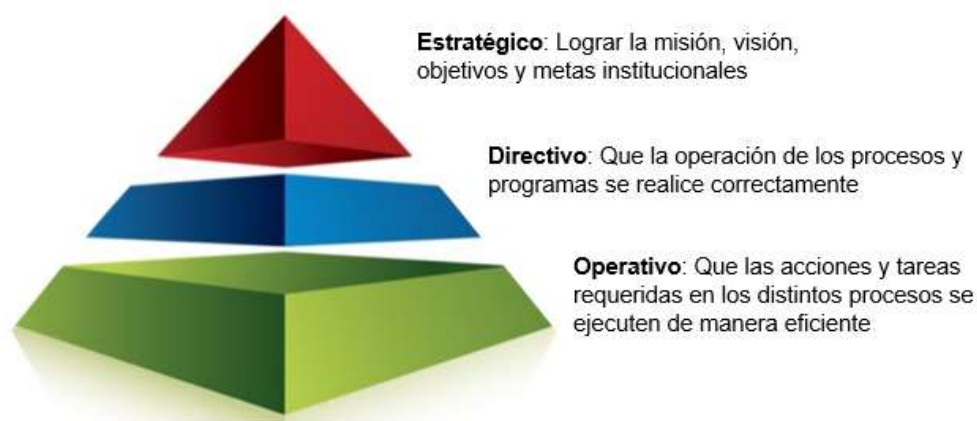 Estratégico: Lograr la misión, visión,
objetivos y metas institucionales
Directivo: Que la operación de los procesos y
programas se realice correctamente
Operativo: Que las acciones y tareas
requeridas en los distintos procesos se
ejecuten de manera eficiente